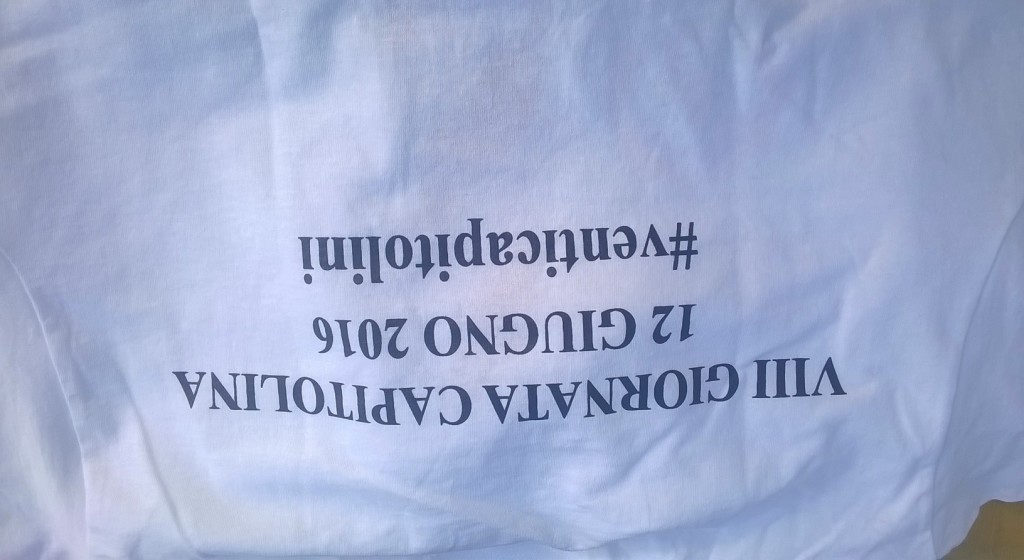 VIII GIORNATA CAPITOLINA
12 GIUGNO 2016
#venticapitolini